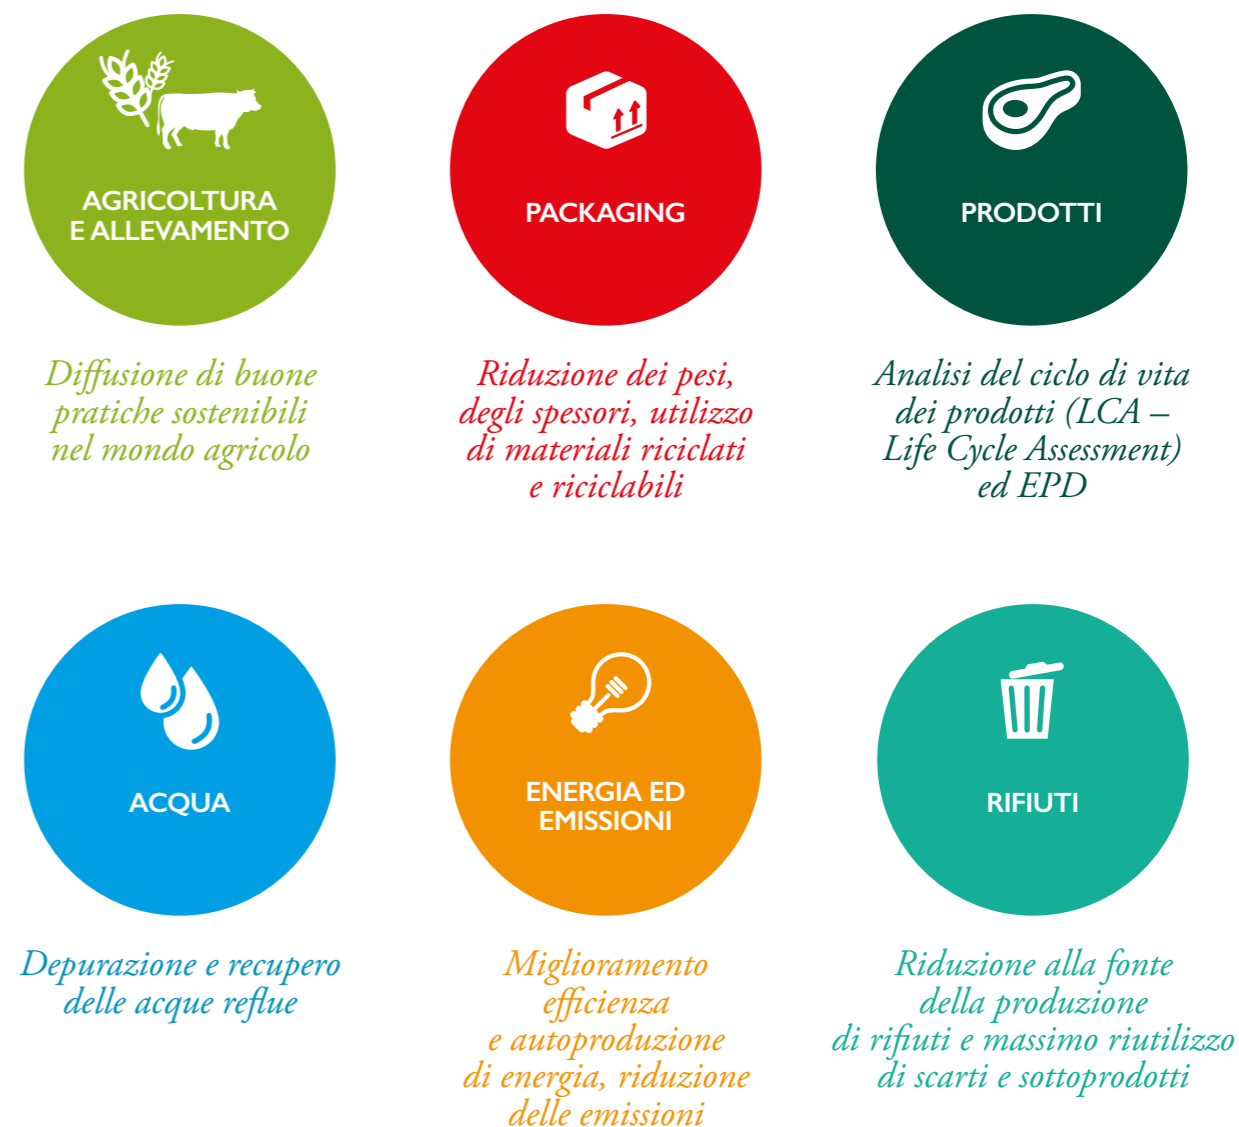 AGRICOLTURA
E ALLEVAMENTO
Diffusione di buone
pratiche sostenibili
nel mondo agricolo
PACKAGING
Riduzione dei pesi,
degli spessori, utilizzo
di materiali riciclati
e riciclabili
PRODOTTI
Analisi del ciclo di vita
dei prodotti (LCA –
Life Cycle Assessment)
ed EPD
ACQUA
Depurazione e recupero
delle acque reflue
ENERGIA ED
EMISSIONI
Miglioramento
efficienza
e autoproduzione
di energia, riduzione
delle emissioni
RIFIUTI
Riduzione alla fonte
della produzione
di rifiuti e massimo riutilizzo
di scarti e sottoprodotti